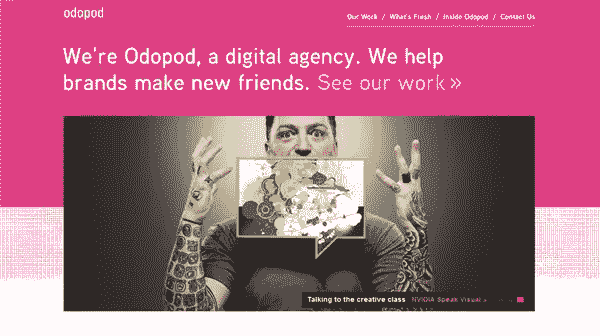 odopod
Our Work / What's Fresh / Inside Odopod / Contact Us
We're Odopod, a digital agency. We help
brands make new friends. See our work »
Talking to the creative class NVIDIA Speak Visual »